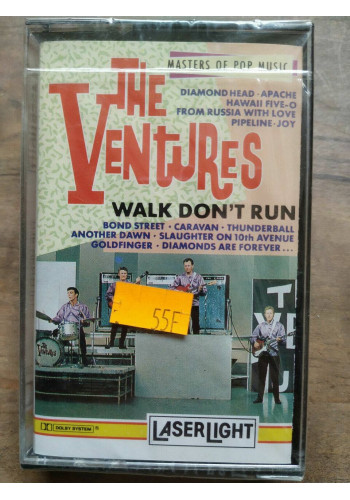 MASTERS OF POP MUSIC
THE
VENTURES
DIAMOND HEAD · APACHE
HAWAII FIVE-O
FROM RUSSIA WITH LOVE
PIPELINE-JOY
WALK DON'T RUN
BOND STREET · CARAVAN · THUNDERBALL
ANOTHER DAWN · SLAUGHTER ON 10th AVENUE
GOLDFINGER · DIAMONDS ARE FOREVER ...
55F
The
Ventures
DOLBY SYSTEM ®
LASERLIGHT